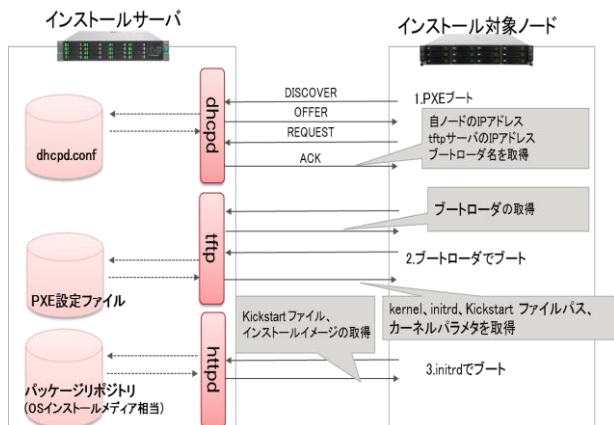 インストールサーバ
インストール対象ノード
dhcpd.conf
dhcpd
DISCOVER
OFFER
REQUEST
ACK
1.PXEブート
自ノードのIPアドレス
tftpサーバのIPアドレス
ブートローダ名を取得
ブートローダの取得
tftp
2.ブートローダでブート
PXE設定ファイル
kernel、initrd、Kickstart ファイルパス、
カーネルパラメタを取得
Kickstartファイル、
インストールイメージの取得
httpd
3.initrdでブート
パッケージリポジトリ
(OSインストールメディア相当)